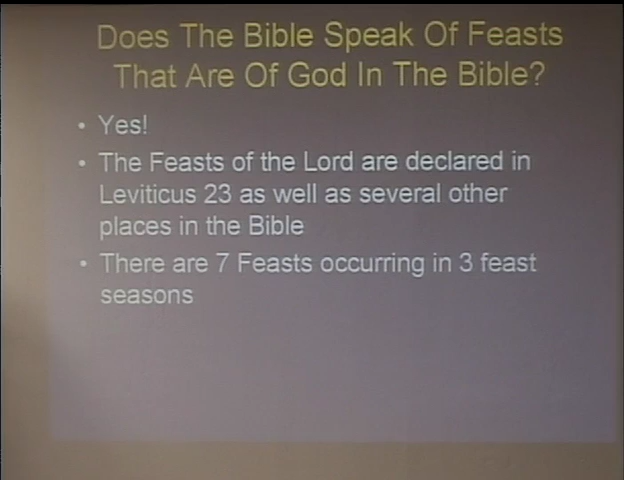 Does The Bible Speak Of Feasts
That Are Of God In The Bible?
• Yes!
• The Feasts of the Lord are declared in
Leviticus 23 as well as several other
places in the Bible
• There are 7 Feasts occurring in 3 feast
seasons